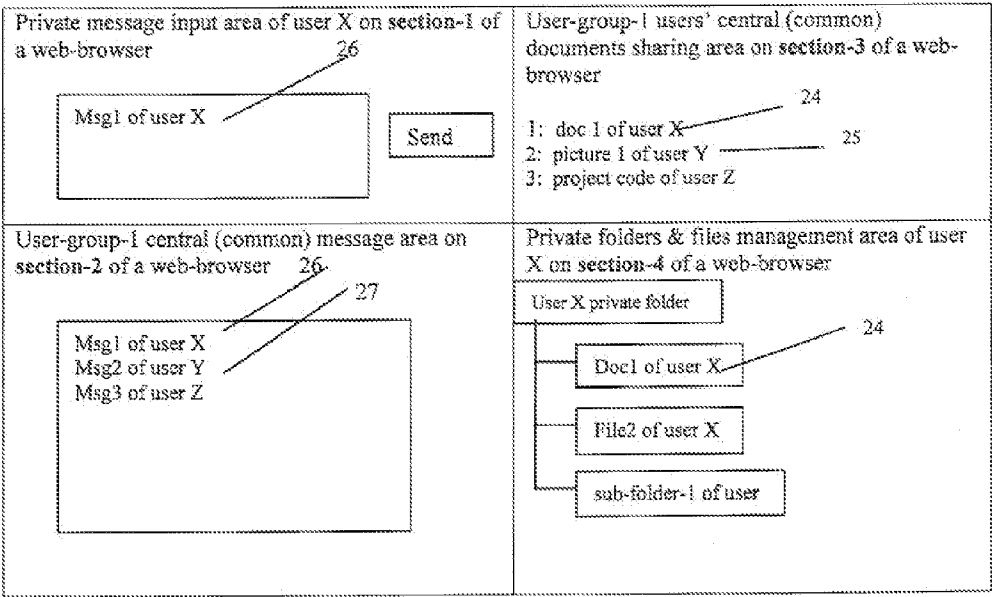 Private message input area of user X on section-1 of
a web-browser
26
Msg1 of user X
Send
User-group-1 users' central (common)
documents sharing area on section-3 of a web-
browser
24
1: doc 1 of user X
25
2: picture 1 of user Y
3: project code of user Z
User-group-1 central (common) message area on
section-2 of a web-browser 26
27
Msg1 of user X
Msg2 of user Y
Msg3 of user Z
Private folders & files management area of user
X on section-4 of a web-browser
User X private folder
24
Doc1 of user X
File2 of user X
sub-folder-1 of user